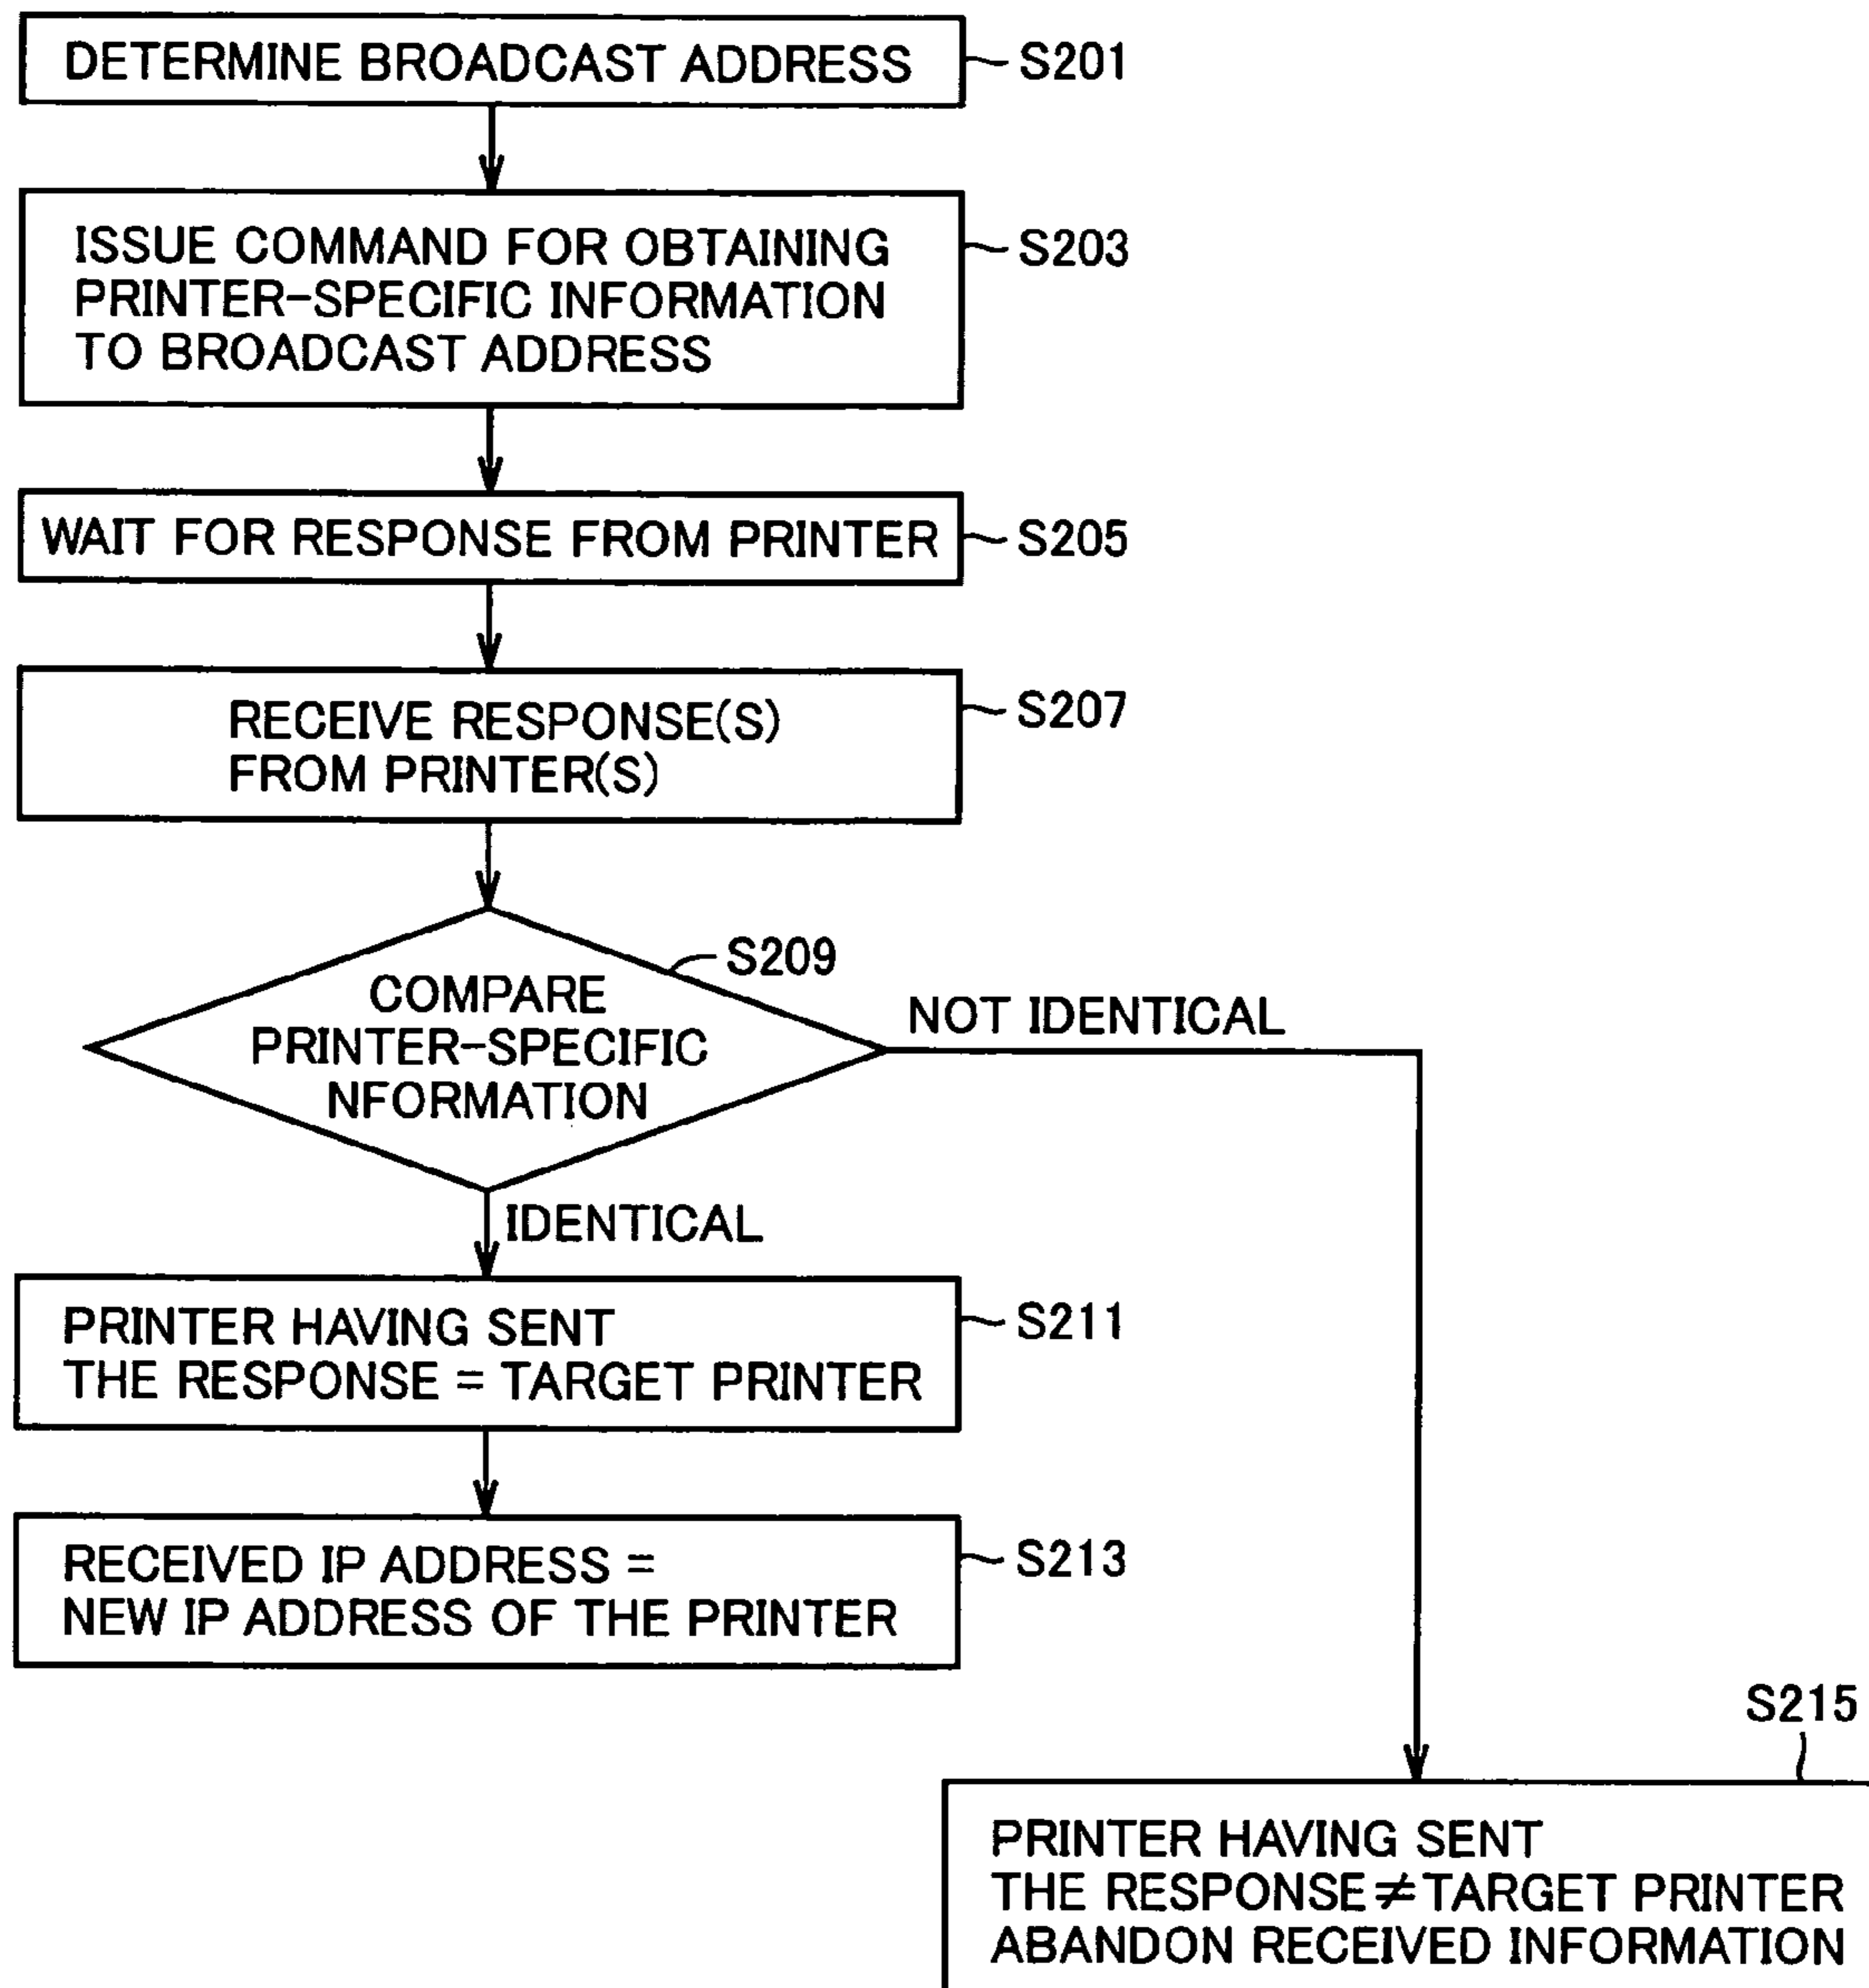 DETERMINE BROADCAST ADDRESS
S201
ISSUE COMMAND FOR OBTAINING
PRINTER-SPECIFIC INFORMATION
TO BROADCAST ADDRESS
S203
WAIT FOR RESPONSE FROM PRINTER
S205
RECEIVE RESPONSE(S)
FROM PRINTER(S)
S207
S209
COMPARE
PRINTER-SPECIFIC
NFORMATION
NOT IDENTICAL
IDENTICAL
PRINTER HAVING SENT
THE RESPONSE = TARGET PRINTER
S211
RECEIVED IP ADDRESS =
NEW IP ADDRESS OF THE PRINTER
S213
S215
PRINTER HAVING SENT
THE RESPONSE≠TARGET PRINTER
ABANDON RECEIVED INFORMATION